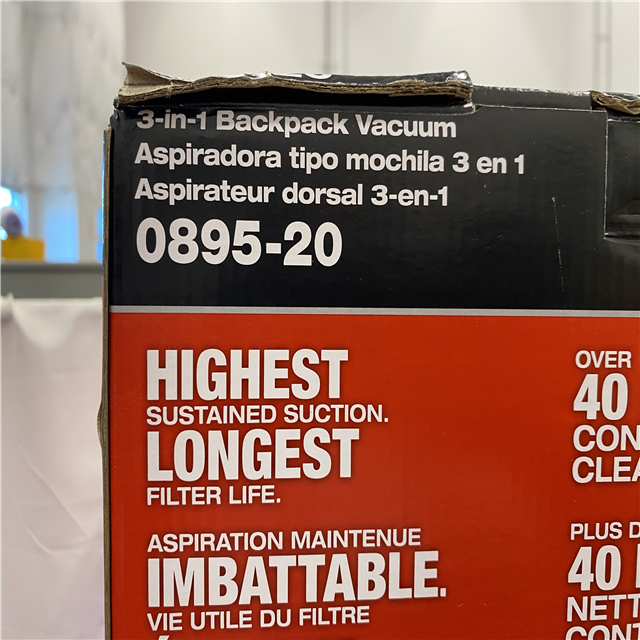 3-in-1 Backpack Vacuum
Aspiradora tipo mochila 3 en 1
Aspirateur dorsal 3-en-1
0895-20
HIGHEST
SUSTAINED SUCTION.
LONGEST
FILTER LIFE.
OVER
40
ASPIRATION MAINTENUE
IMBATTABLE.
VIE UTILE DU FILTRE
PLUS
40